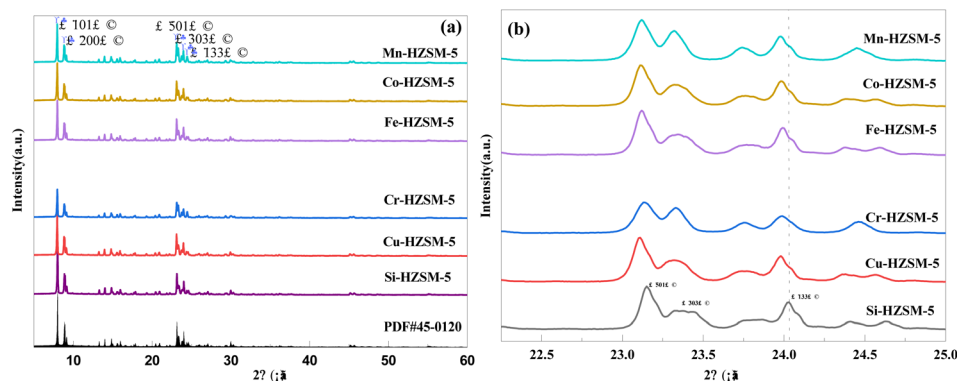 (a)
£ ¨101£ ©
£ ¨200£ ©
£ ¨501£ ©
£ ¨303£ ©
£ ¨133£ ©
Mn-HZSM-5
Co-HZSM-5
Fe-HZSM-5
Cr-HZSM-5
Cu-HZSM-5
Si-HZSM-5
PDF#45-0120
Intensity(a.u.)
10 20 30 40 50 60
2? (¡ã)
(b)
Mn-HZSM-5
Co-HZSM-5
Fe-HZSM-5
Cr-HZSM-5
Cu-HZSM-5
£ ¨501£ ©
£ ¨303£ ©
£ ¨133£ ©
Si-HZSM-5
Intensity(a.u.)
22.5 23.0 23.5 24.0 24.5 25.0
2? (¡ã)